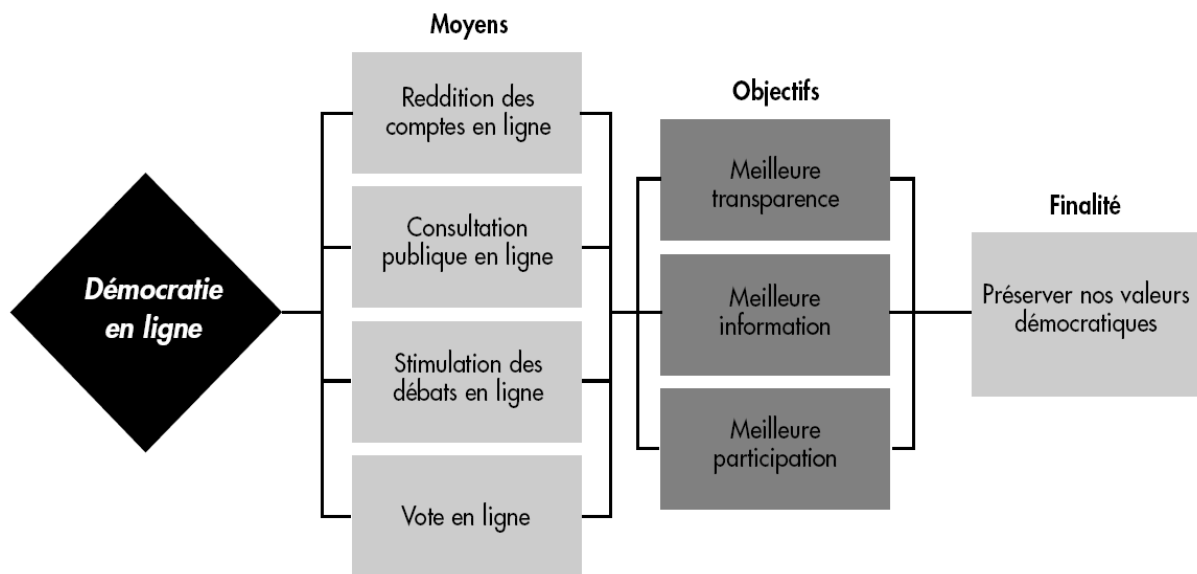 Démocratie
en ligne
Moyens
Reddition des
comptes en ligne
Consultation
publique en ligne
Stimulation des
débats en ligne
Vote en ligne
Objectifs
Meilleure
transparence
Meilleure
information
Meilleure
participation
Finalité
Préserver nos valeurs
démocratiques